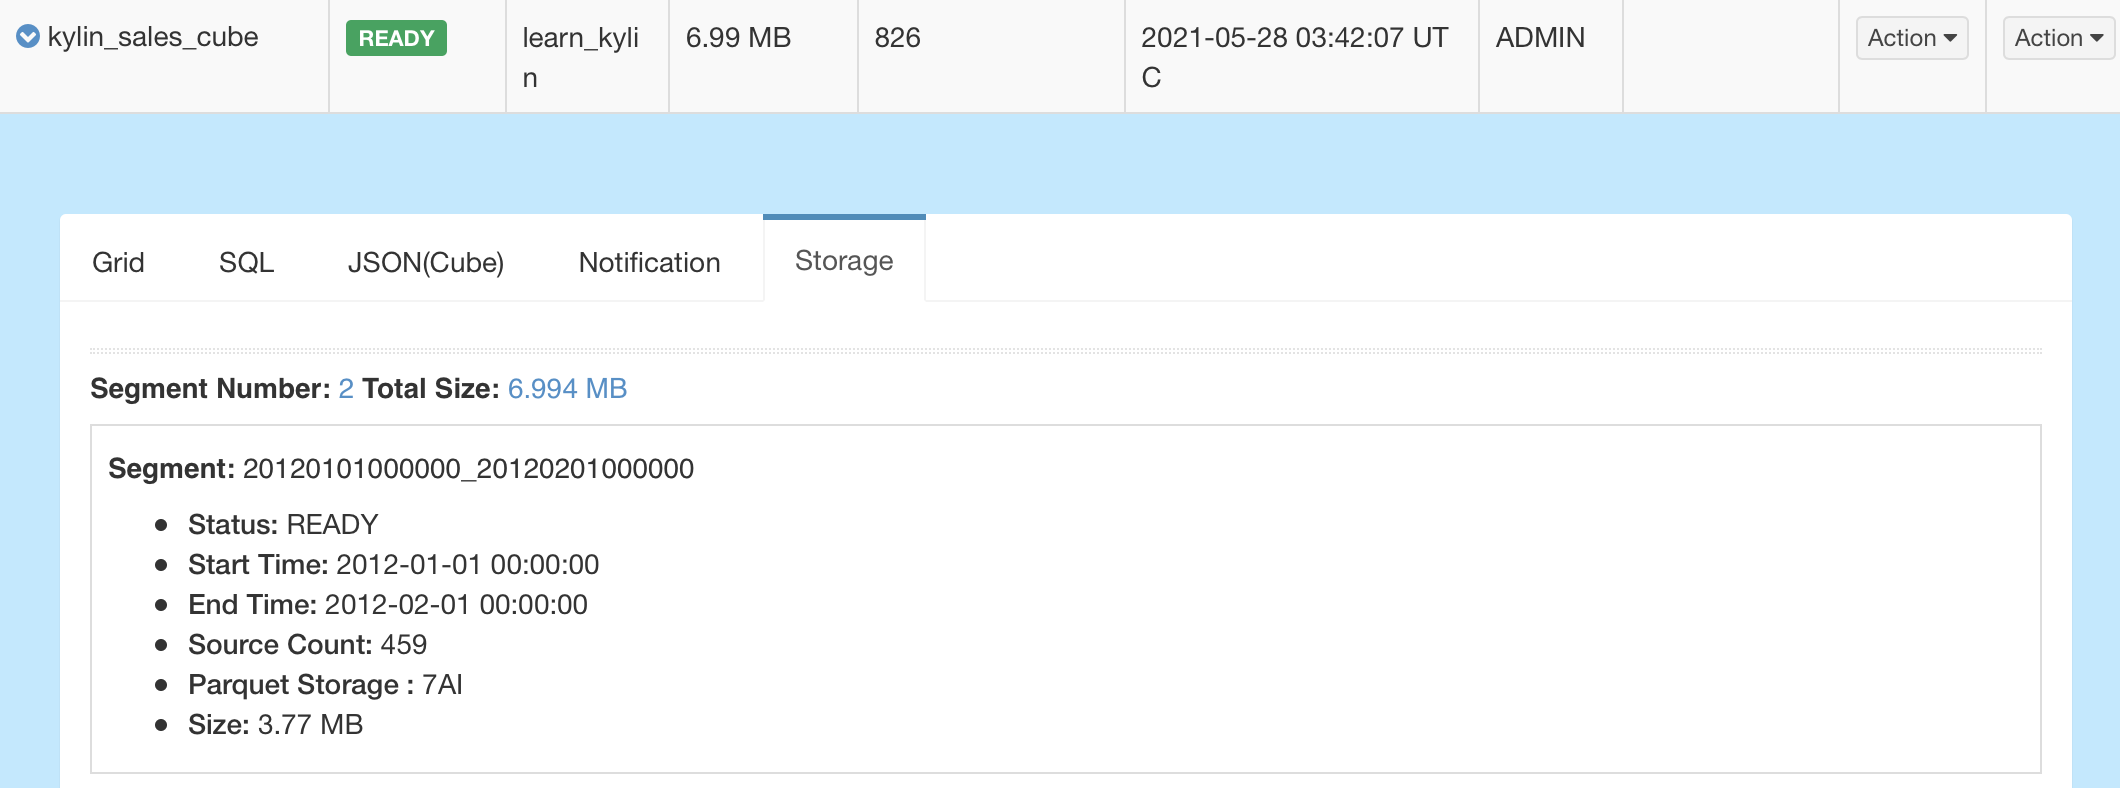 kylin_sales_cube READY learn_kyli 6.99 MB 826 2021-05-28 03:42:07 UT ADMIN Action Action
n C
Grid SQL JSON(Cube) Notification Storage
Segment Number: 2 Total Size: 6.994 MB
Segment: 20120101000000_20120201000000
Status: READY
Start Time: 2012-01-01 00:00:00
End Time: 2012-02-01 00:00:00
Source Count: 459
Parquet Storage : 7AI
Size: 3.77 MB